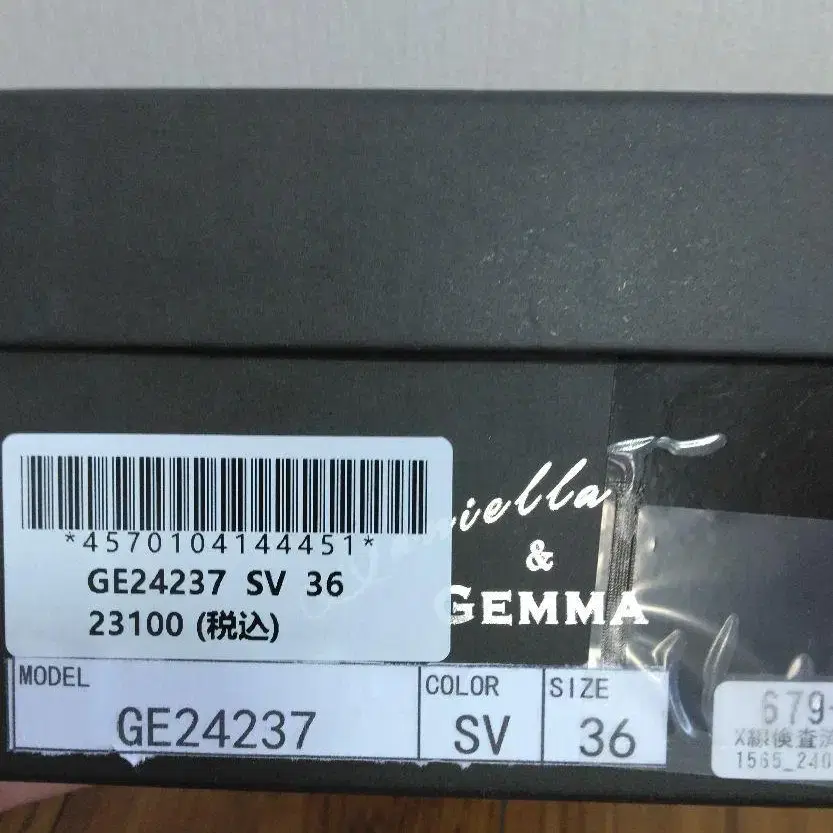 *4570104144451*
GE24237 SV 36
23100 (税込)
&
GEMMA
MODEL
GE24237
COLOR
SV
SIZE
36
679-
X線検査済
1565_240